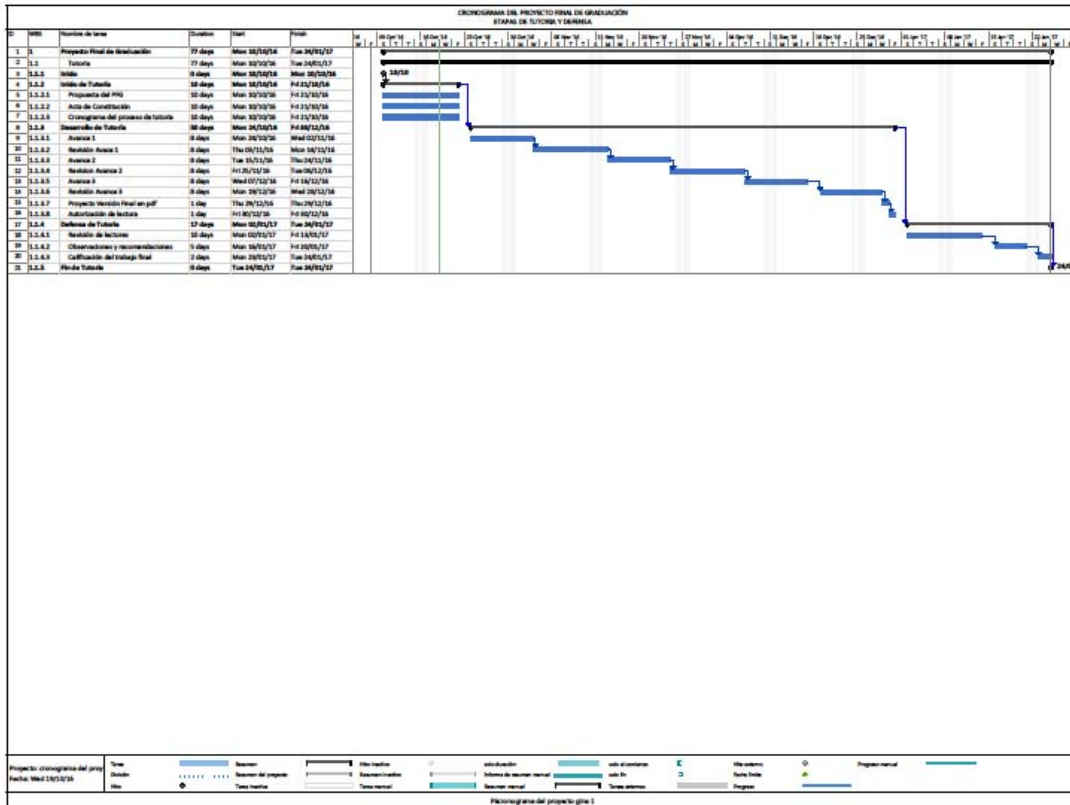 CRONOGRAMA DEL PROYECTO FINAL DE GRADUACIÓN
ETAPAS DE TUTORIA Y DEFENSA
ID WBS Nombre de tarea Duration Start Finish
1 1 Proyecto Final de Graduación 77 days Mon 10/10/16 Tue 24/01/17
2 1.1 Tutoria 77 days Mon 10/10/16 Tue 24/01/17
3 1.1.1 Inicio 0 days Mon 10/10/16 Mon 10/10/16
4 1.1.2 Inicio de Tutoria 10 days Mon 10/10/16 Fri 21/10/16
5 1.1.2.1 Propuesta del PFG 10 days Mon 10/10/16 Fri 21/10/16
6 1.1.2.2 Acta de Constitución 10 days Mon 10/10/16 Fri 21/10/16
7 1.1.2.3 Cronograma del proceso de tutoria 10 days Mon 10/10/16 Fri 21/10/16
8 1.1.3 Desarrollo de Tutoria 50 days Mon 24/10/16 Fri 30/12/16
9 1.1.3.1 Avance 1 8 days Mon 24/10/16 Wed 02/11/16
10 1.1.3.2 Revisión Avace 1 8 days Thu 03/11/16 Mon 14/11/16
11 1.1.3.3 Avance 2 8 days Tue 15/11/16 Thu 24/11/16
12 1.1.3.4 Revision Avance 2 8 days Fri 25/11/16 Tue 06/12/16
13 1.1.3.5 Avance 3 8 days Wed 07/12/16 Fri 16/12/16
14 1.1.3.6 Revisión Avance 3 8 days Mon 19/12/16 Wed 28/12/16
15 1.1.3.7 Proyecto Versión Final en pdf 1 day Thu 29/12/16 Thu 29/12/16
16 1.1.3.8 Autorización de lectura 1 day Fri 30/12/16 Fri 30/12/16
17 1.1.4 Defensa de Tutoria 17 days Mon 02/01/17 Tue 24/01/17
18 1.1.4.1 Revisión de lectores 10 days Mon 02/01/17 Fri 13/01/17
19 1.1.4.2 Observaciones y recomendaciones 5 days Mon 16/01/17 Fri 20/01/17
20 1.1.4.3 Calificación del trabajo final 2 days Mon 23/01/17 Tue 24/01/17
21 1.1.5 Fin de Tutoria 0 days Tue 24/01/17 Tue 24/01/17
10/10
24/0
Proyecto: cronograma del proy
Fecha: Wed 19/10/16
Tarea Resumen Hito inactivo solo duración solo el comienzo Hito externo Progreso manual
División Resumen del proyecto Resumen inactivo Informe de resumen manual solo fin Fecha límite
Hito Tarea inactiva Tarea manual Resumen manual Tareas externas Progreso